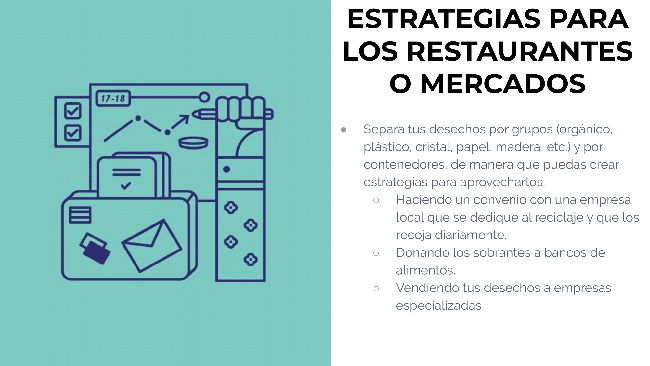 ESTRATEGIAS PARA
LOS RESTAURANTES
O MERCADOS
17-18
● Separa tus desechos por grupos (orgánico,
plástico, cristal, papel, madera, etc.) y por
contenedores, de manera que puedas crear
estrategias para aprovecharlos.
○ Haciendo un convenio con una empresa
local que se dedique al reciclaje y que los
recoja diariamente.
○ Donando los sobrantes a bancos de
alimentos.
○ Vendiendo tus desechos a empresas
especializadas